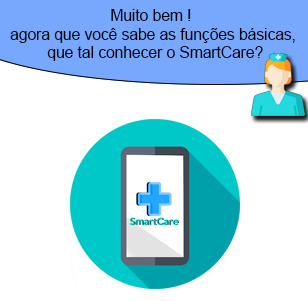 Muito bem !
agora que você sabe as funções básicas,
que tal conhecer o SmartCare?
SmartCare